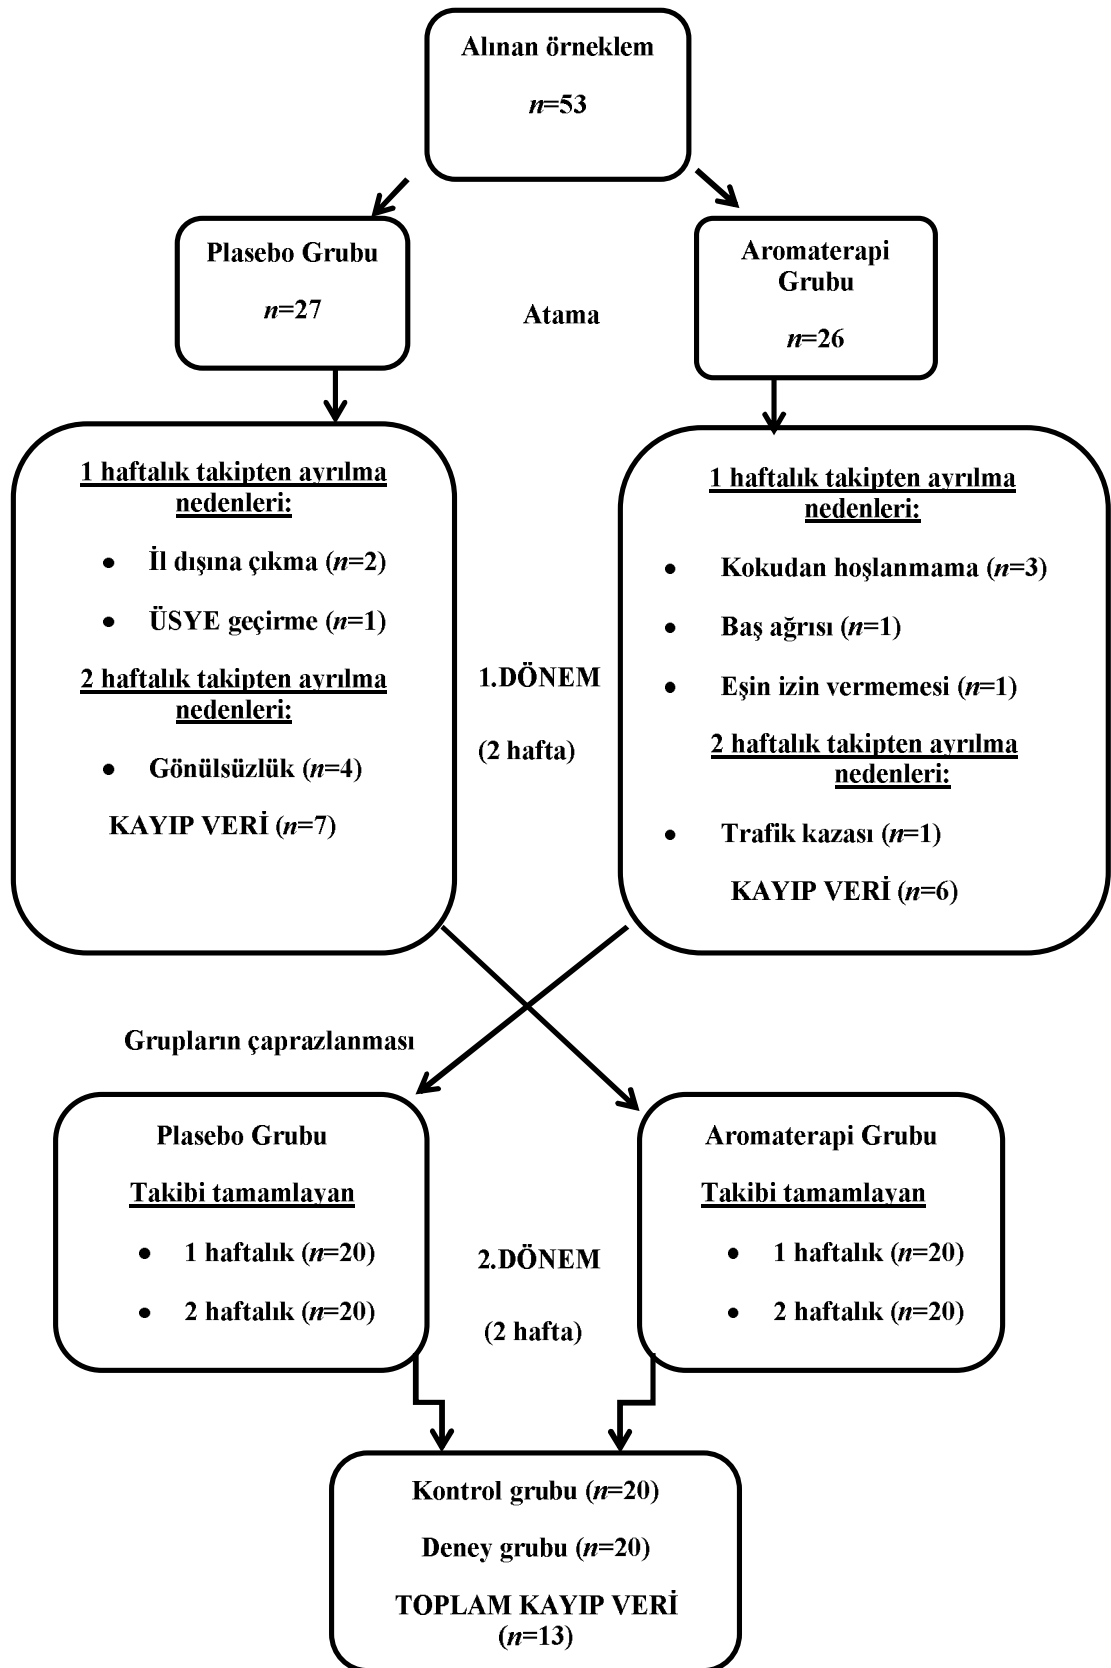 Alınan örneklem
n=53
Plasebo Grubu
n=27
Atama
Aromaterapi
Grubu
n=26
1 haftalık takipten ayrılma
nedenleri:
• İl dışına çıkma (n=2)
• ÜSYE geçirme (n=1)
2 haftalık takipten ayrılma
nedenleri:
• Gönülsüzlük (n=4)
KAYIP VERİ (n=7)
1.DÖNEM
(2 hafta)
1 haftalık takipten ayrılma
nedenleri:
• Kokudan hoşlanmama (n=3)
• Baş ağrısı (n=1)
• Eşin izin vermemesi (n=1)
2 haftalık takipten ayrılma
nedenleri:
• Trafik kazası (n=1)
KAYIP VERİ (n=6)
Grupların çaprazlanması
Plasebo Grubu
Takibi tamamlayan
• 1 haftalık (n=20)
• 2 haftalık (n=20)
2.DÖNEM
(2 hafta)
Aromaterapi Grubu
Takibi tamamlayan
• 1 haftalık (n=20)
• 2 haftalık (n=20)
Kontrol grubu (n=20)
Deney grubu (n=20)
TOPLAM KAYIP VERİ
(n=13)